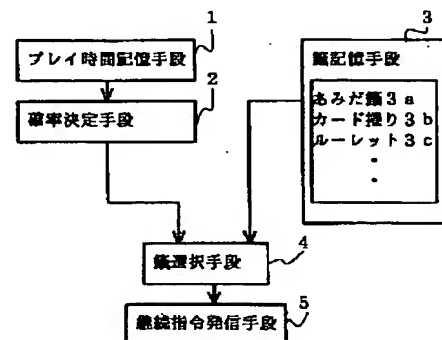 1
プレイ時間記憶手段
2
確率決定手段
3
籤記憶手段
あみだ籤3a
カード捲り3b
ルーレット3c
・
・
4
籤選択手段
5
継続指令発信手段